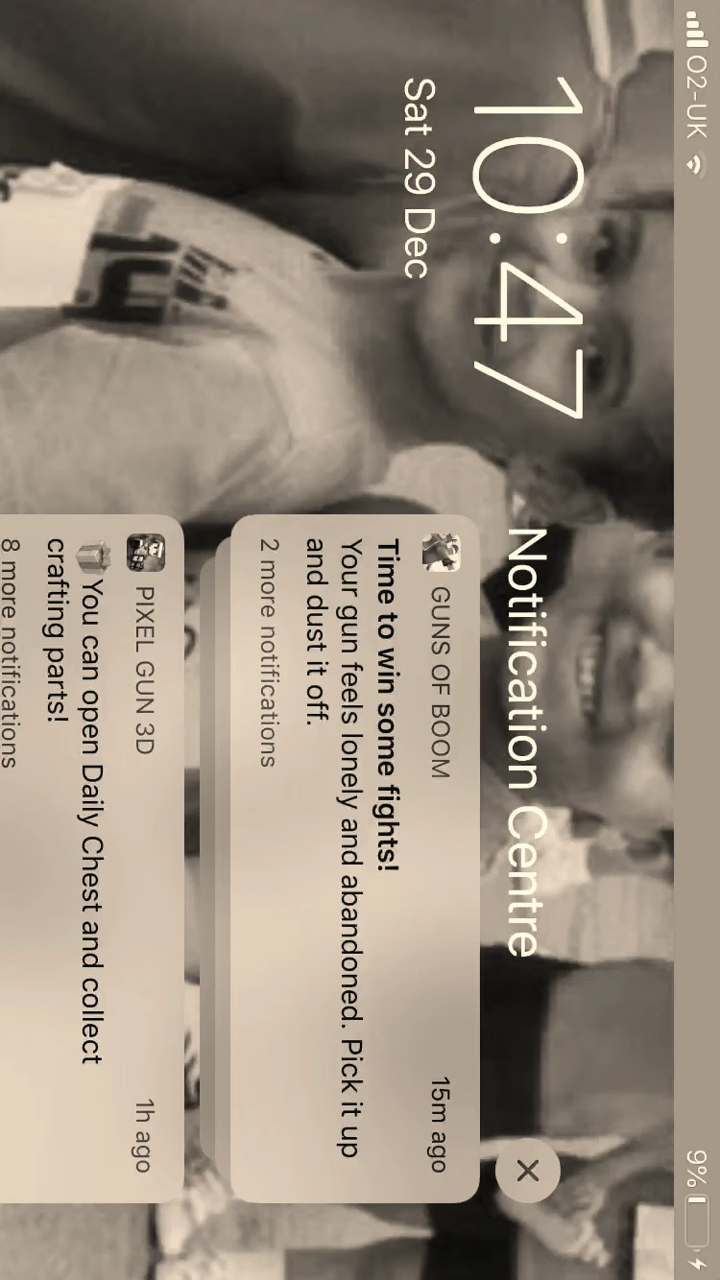 O2-UK
9%
10:47
Sat 29 Dec
Notification Centre
GUNS OF BOOM
15m ago
Time to win some fights!
Your gun feels lonely and abandoned. Pick it up
and dust it off.
2 more notifications
PIXEL GUN 3D
1h ago
You can open Daily Chest and collect
crafting parts!
8 more notifications